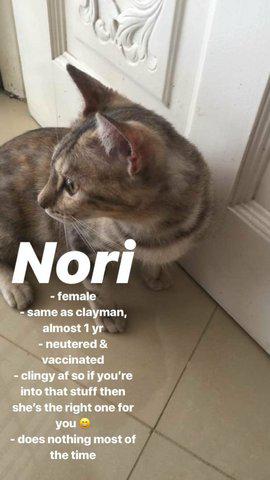 Nori
- female
- same as clayman,
almost 1 yr
- neutered &
vaccinated
- clingy af so if you're
into that stuff then
she's the right one for
you 😄
- does nothing most of
the time